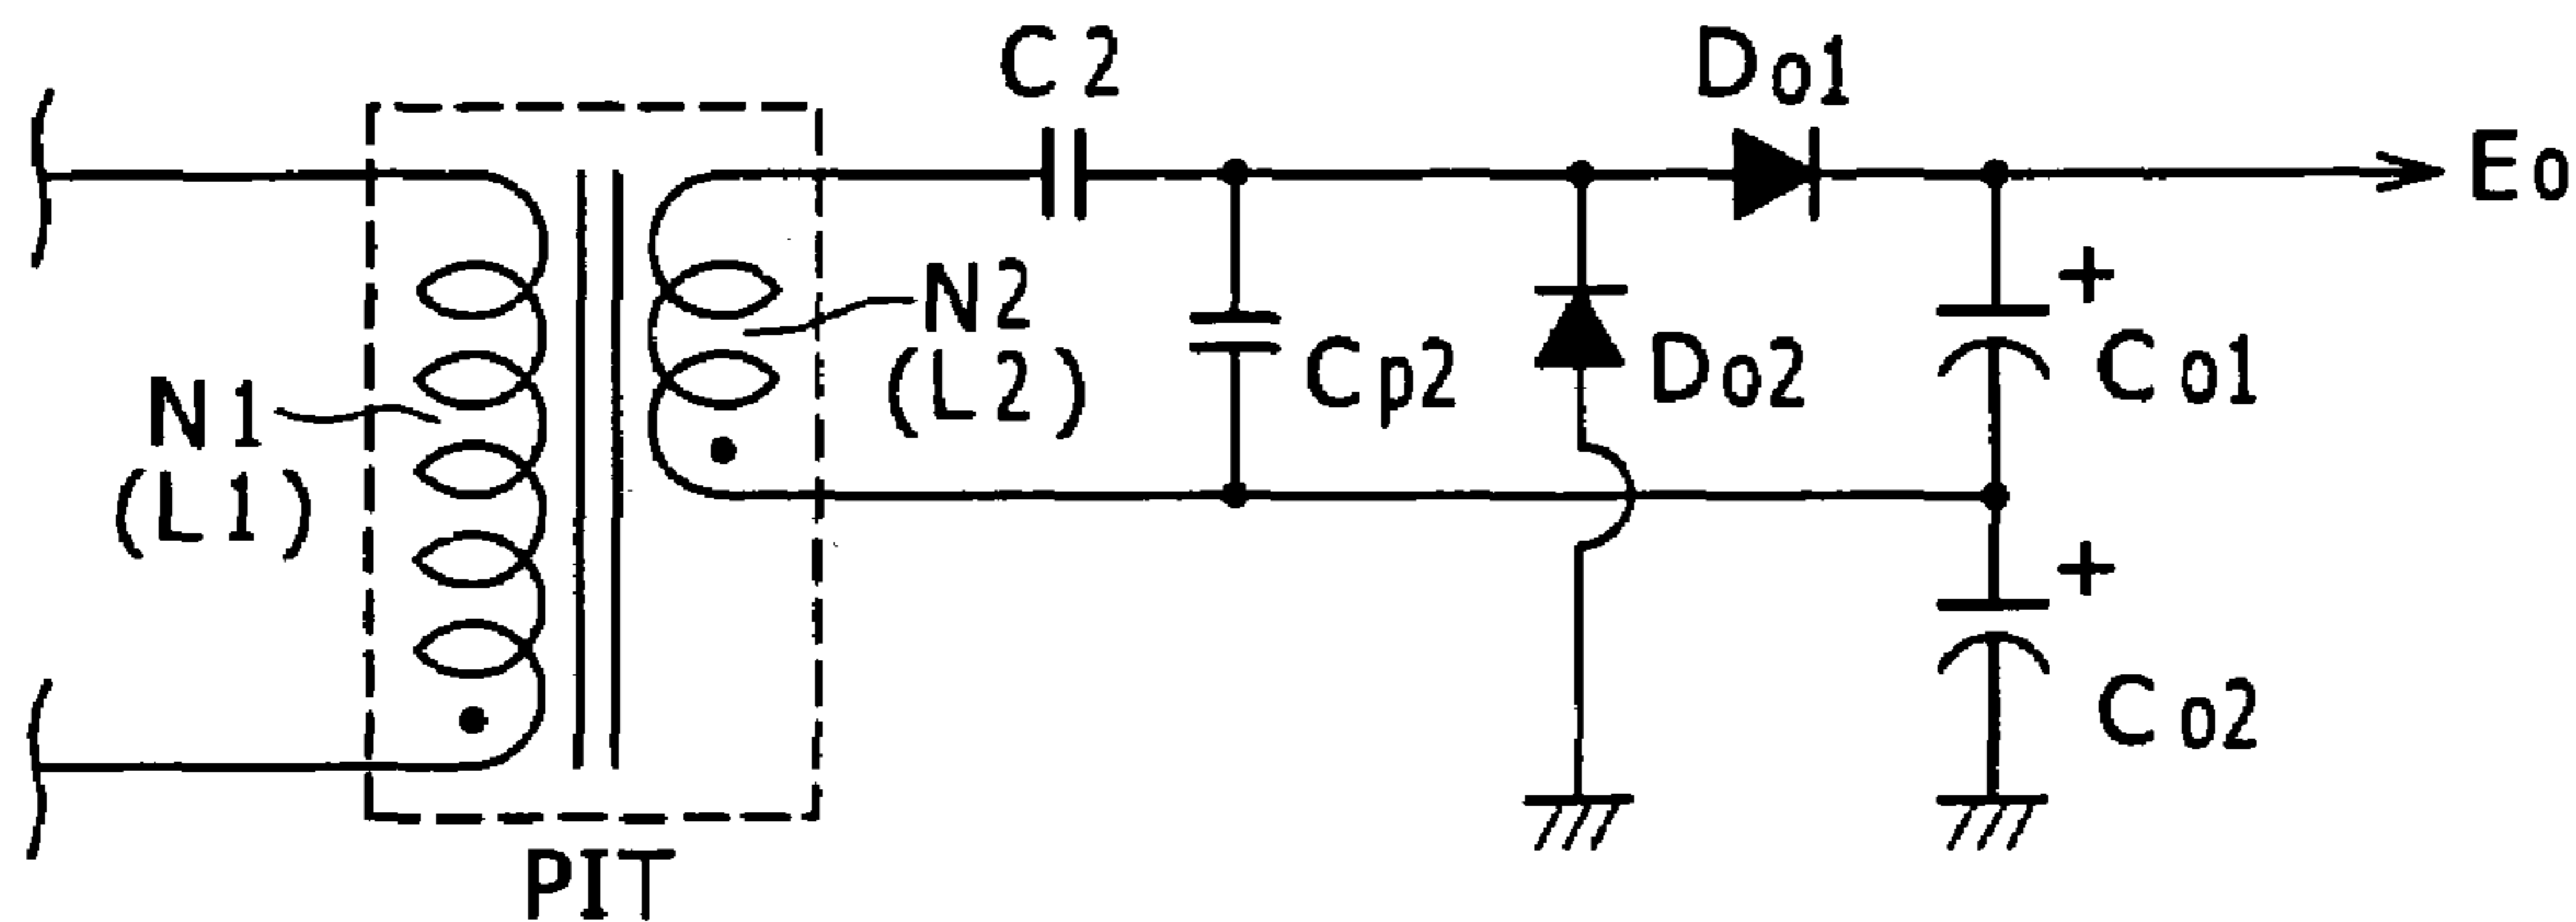 C2
Do1
Eo
N2
(L2)
N1
(L1)
Cp2
Do2
+
Co1
+
Co2
PIT